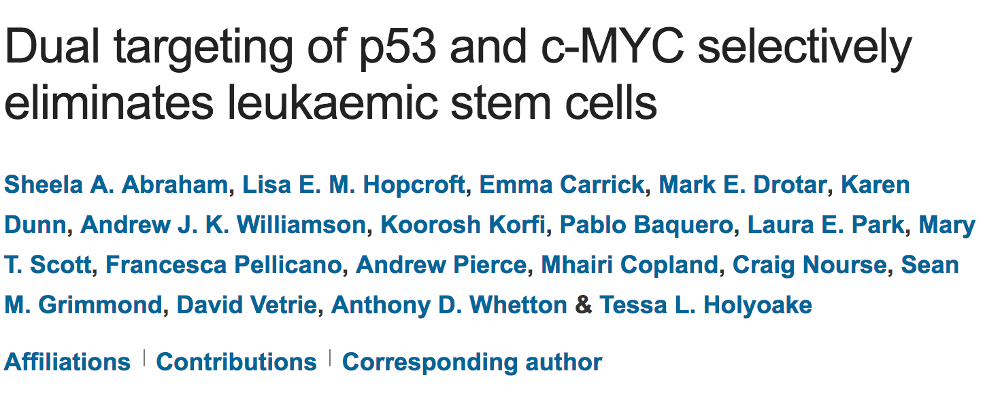 Dual targeting of p53 and c-MYC selectively
eliminates leukaemic stem cells
Sheela A. Abraham, Lisa E. M. Hopcroft, Emma Carrick, Mark E. Drotar, Karen
Dunn, Andrew J. K. Williamson, Koorosh Korfi, Pablo Baquero, Laura E. Park, Mary
T. Scott, Francesca Pellicano, Andrew Pierce, Mhairi Copland, Craig Nourse, Sean
M. Grimmond, David Vetrie, Anthony D. Whetton & Tessa L. Holyoake
Affiliations | Contributions | Corresponding author